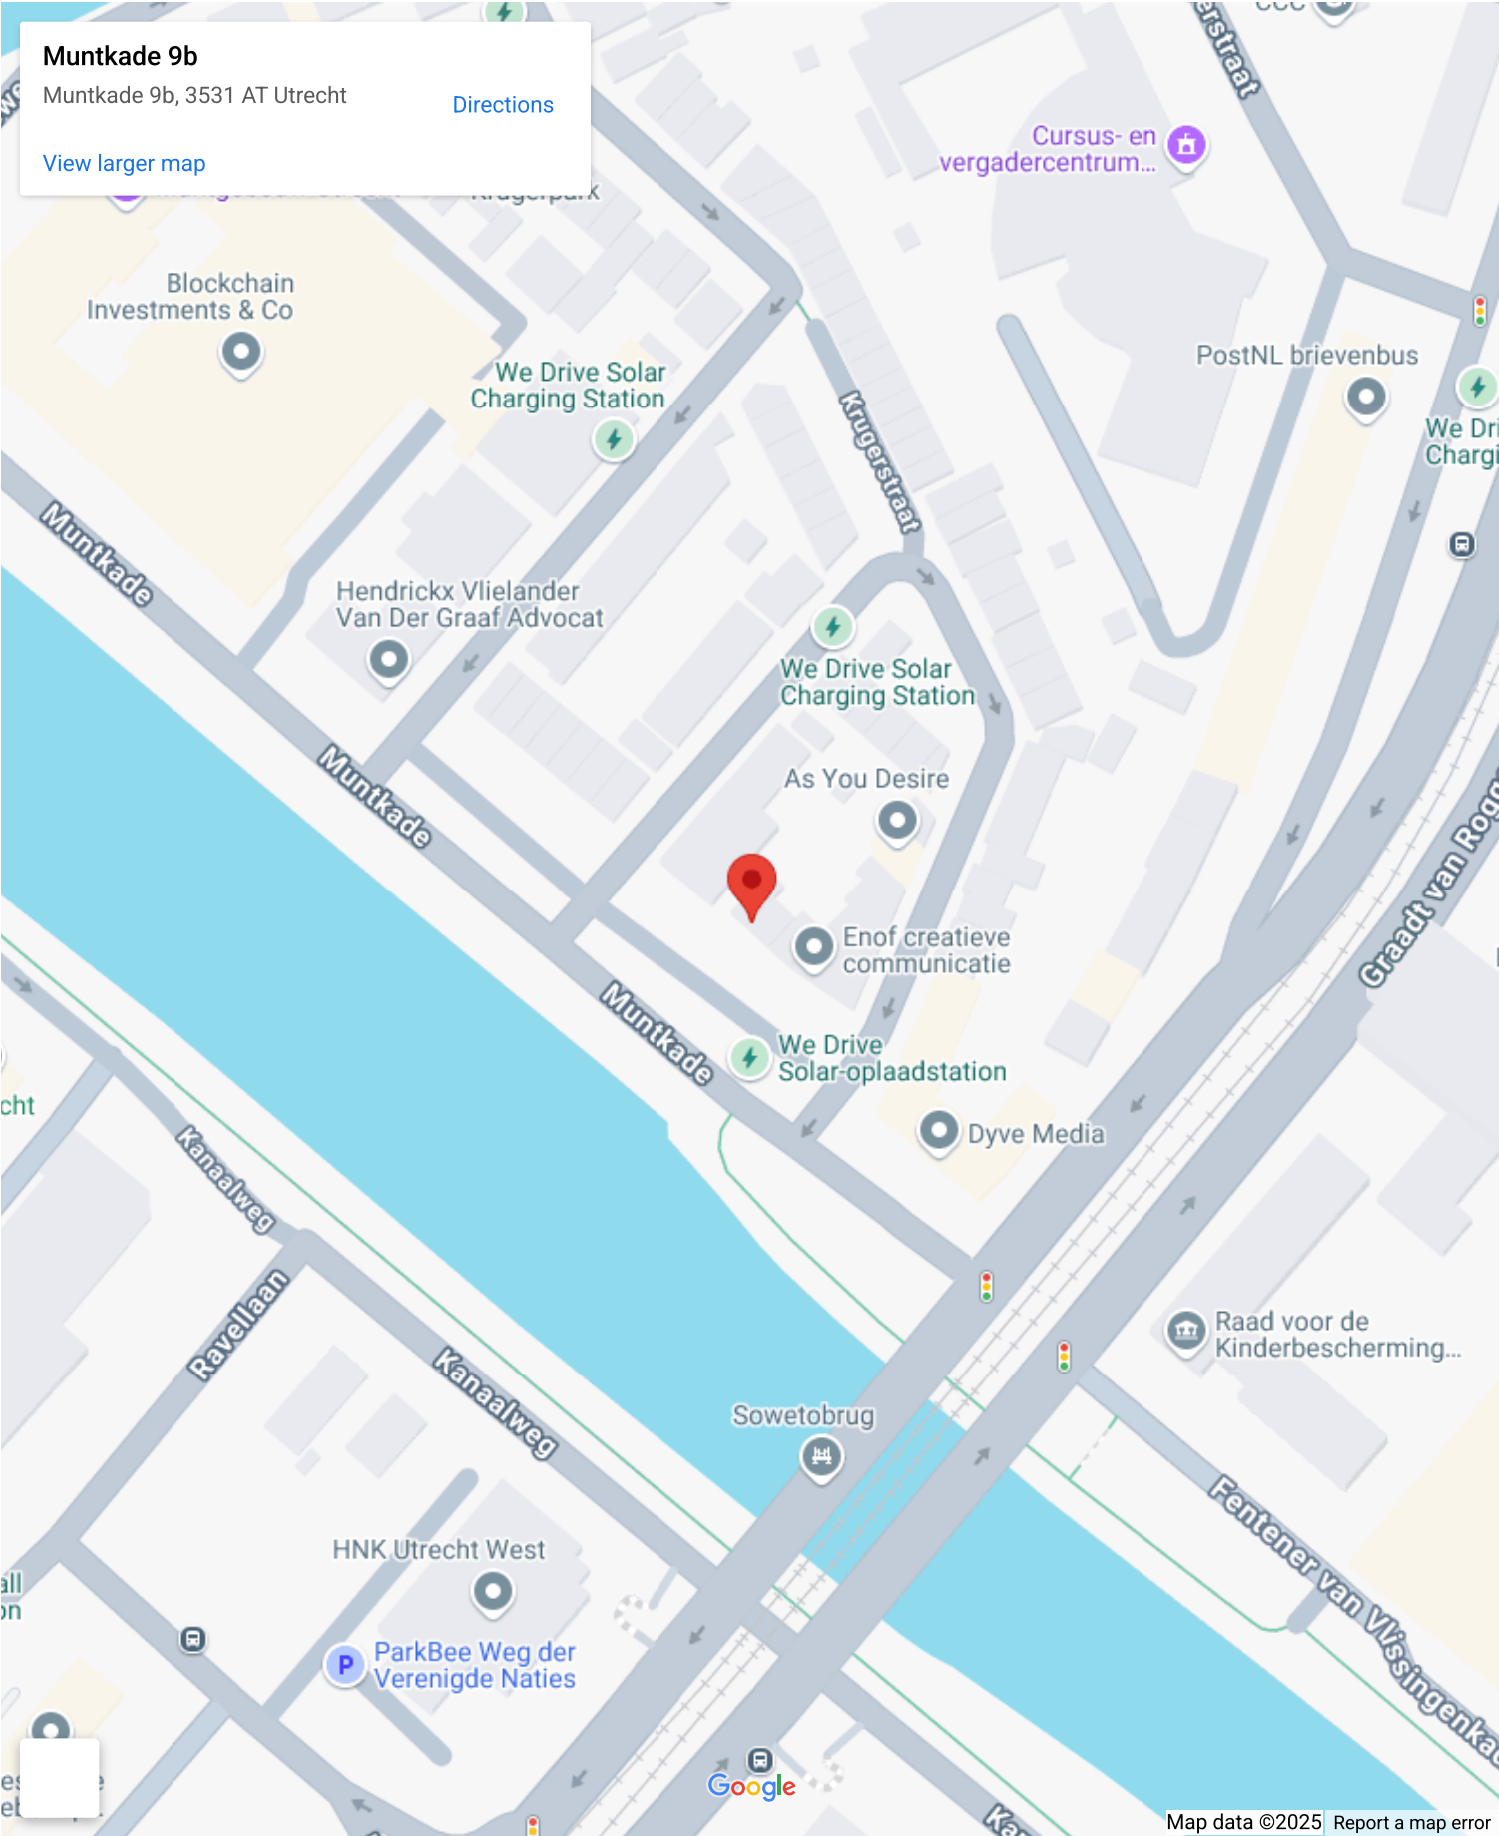 Muntkade 9b
Muntkade 9b, 3531 AT Utrecht
Directions
View larger map
Krugerpark
Cursus- en
vergadercentrum...
Blockchain
Investments & Co
We Drive Solar
Charging Station
PostNL brievenbus
Krugerstraat
Muntkade
Hendrickx Vlielander
Van Der Graaf Advocat
We Drive Solar
Charging Station
Muntkade
As You Desire
Graadt van
Enof creatieve
communicatie
Muntkade
We Drive
Solar-oplaadstation
Dyve Media
Kanaalweg
Ravellaan
Raad voor de
Kinderbescherming...
Kanaalweg
Sowetobrug
HNK Utrecht West
Fentener van Vlissingenkade
P
ParkBee Weg der
Verenigde Naties
Google
Map data ©2025
Report a map error